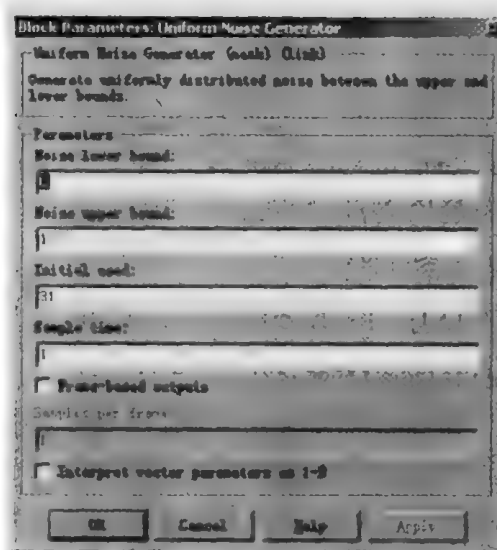 Block Parameters: Uniform Noise Generator
Uniform Noise Generator (mask) (link)
Generate uniformly distributed noise between the upper and
lower bounds.
Parameters
Noise lower bound:
Noise upper bound:
1
Initial seed:
31
Sample time:
1
Frame-based outputs
Samples per frame
1
Interpret vector parameters as 1-D
OK
Cancel
Help
Apply